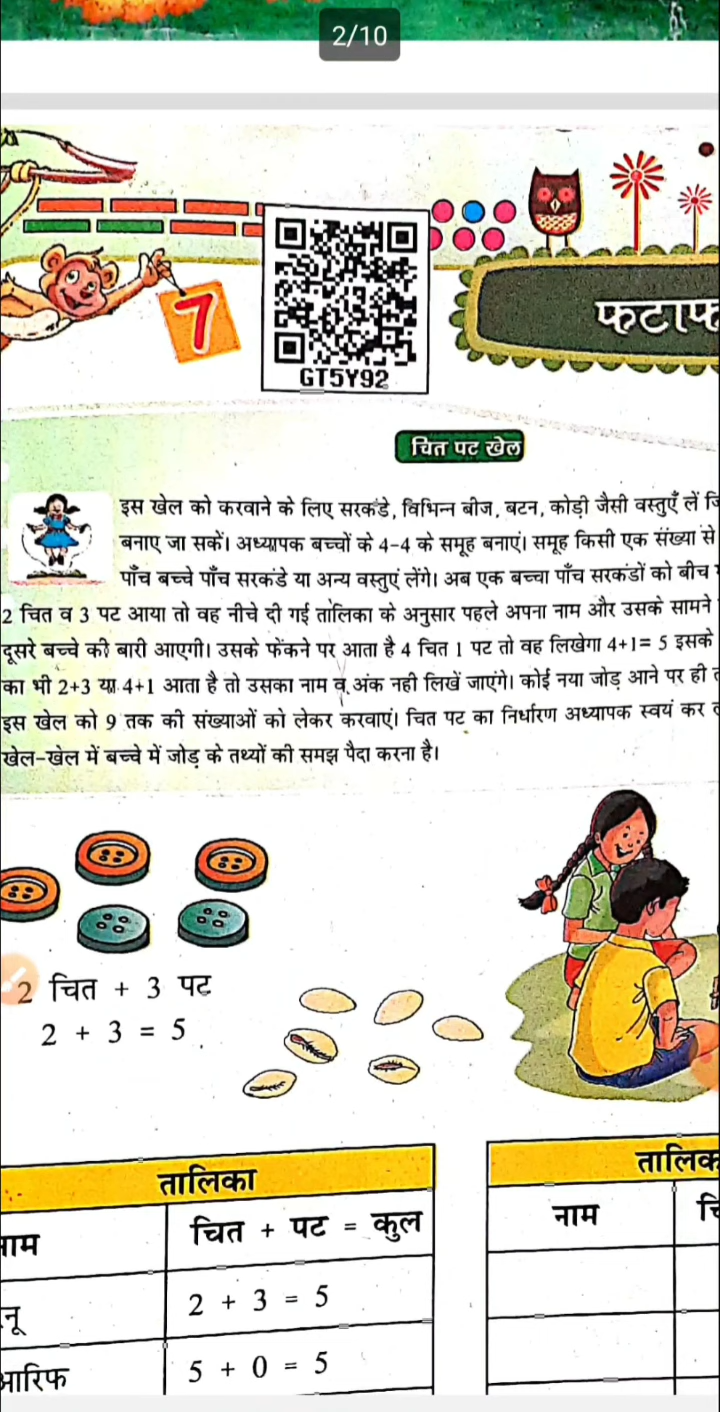 2/10
7
GT5Y92
चित पट खेल
इस खेल को करवाने के लिए सरकंडे, विभिन्न बीज, बटन, कोड़ी जैसी वस्तुएँ लें
बनाए जा सकें। अध्यापक बच्चों के 4-4 के समूह बनाएं। समूह किसी एक संख्या से
पाँच बच्चे पाँच सरकंडे या अन्य वस्तुएं लेंगे। अब एक बच्चा पाँच सरकंडों को बीच
2 चित व 3 पट आया तो वह नीचे दी गई तालिका के अनुसार पहले अपना नाम और उसके सामने
दूसरे बच्चे की बारी आएगी। उसके फेंकने पर आता है 4 चित 1 पट तो वह लिखेगा 4+1= 5 इसके
का भी 2+3 या 4+1 आता है तो उसका नाम व अंक नही लिखें जाएंगे। कोई नया जोड़ आने पर ही
इस खेल को 9 तक की संख्याओं को लेकर करवाएं। चित पट का निर्धारण अध्यापक स्वयं कर
खेल-खेल में बच्चे में जोड़ के तथ्यों की समझ पैदा करना है।
2 चित + 3 पट
2 + 3 = 5
तालिका
चित + पट = कुल
2 + 3 = 5
आरिफ 5 + 0 = 5
नाम